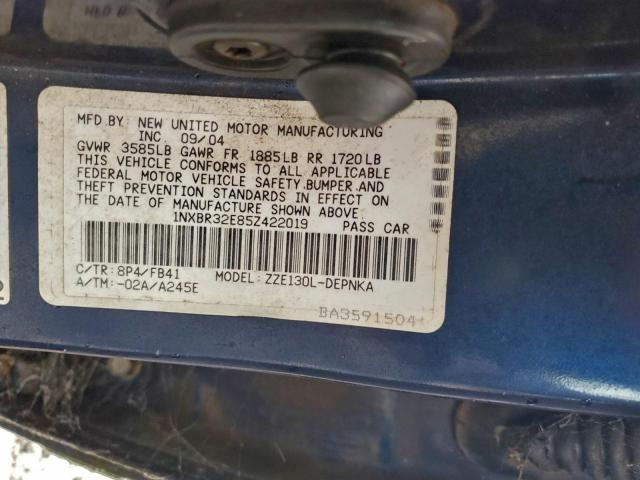 MFD.BY: NEW UNITED MOTOR MANUFACTURING
INC. 09/04
GVWR 3585LB GAWR FR 1885LB RR 1720LB
THIS VEHICLE CONFORMS TO ALL APPLICABLE
FEDERAL MOTOR VEHICLE SAFETY,BUMPER,AND
THEFT PREVENTION STANDARDS IN EFFECT ON
THE DATE OF MANUFACTURE SHOWN ABOVE.
1NXBR32E85Z422019 PASS CAR
C/TR: 8P4/FB41 MODEL: ZZE130L-DEPNKA
A/TM: -02A/A245E
BA3591504